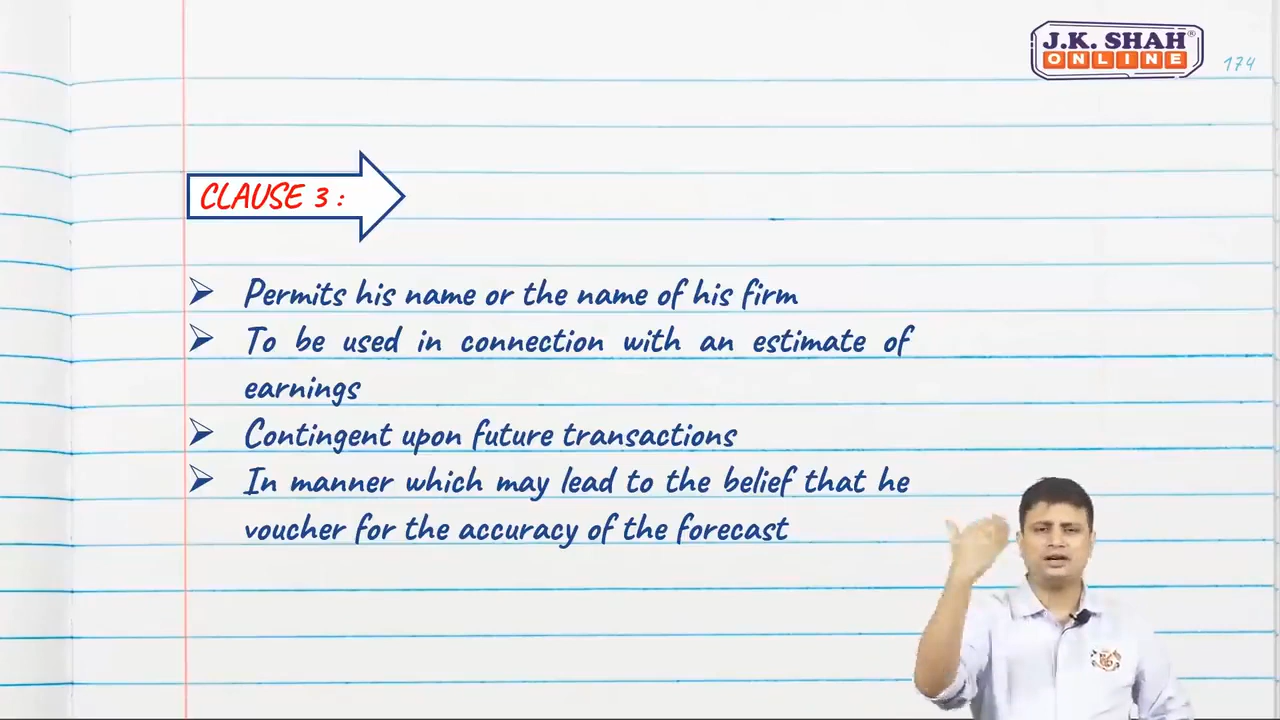 J.K. SHAH®
ONLINE
174
CLAUSE 3 :
Permits his name or the name of his firm
To be used in connection with an estimate of
earnings
Contingent upon future transactions
In manner which may lead to the belief that he
voucher for the accuracy of the forecast